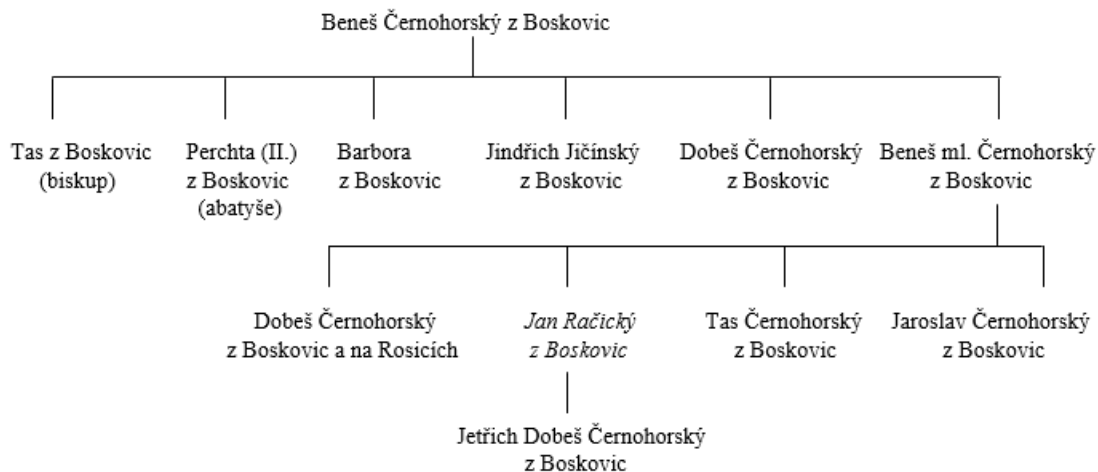 Beneš Černohorský z Boskovic
Tas z Boskovic
(biskup)
Perchta (II.)
z Boskovic
(abatyše)
Barbora
z Boskovic
Jindřich Jičínský
z Boskovic
Dobeš Černohorský
z Boskovic
Beneš ml. Černohorský
z Boskovic
Dobeš Černohorský
z Boskovic a na Rosicích
Jan Račický
z Boskovic
Tas Černohorský
z Boskovic
Jaroslav Černohorský
z Boskovic
Jetřich Dobeš Černohorský
z Boskovic